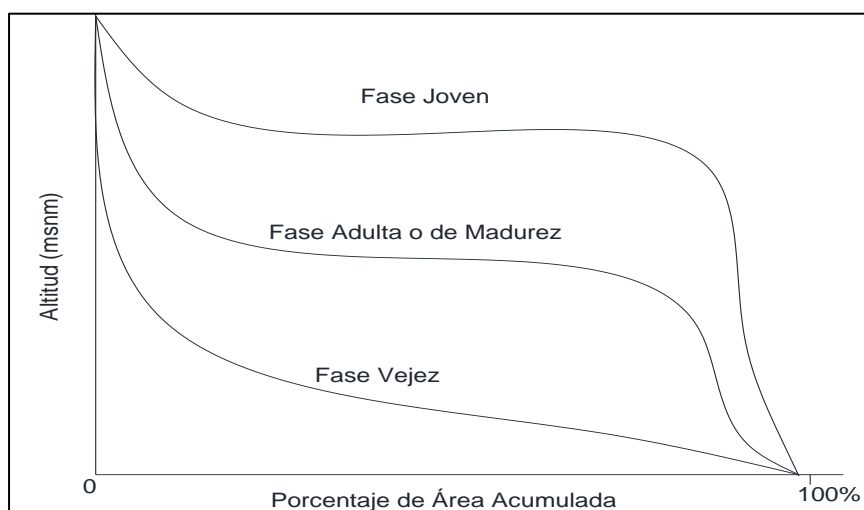 Fase Joven
Fase Adulta o de Madurez
Altitud (msnm)
Fase Vejez
0
100%
Porcentaje de Área Acumulada